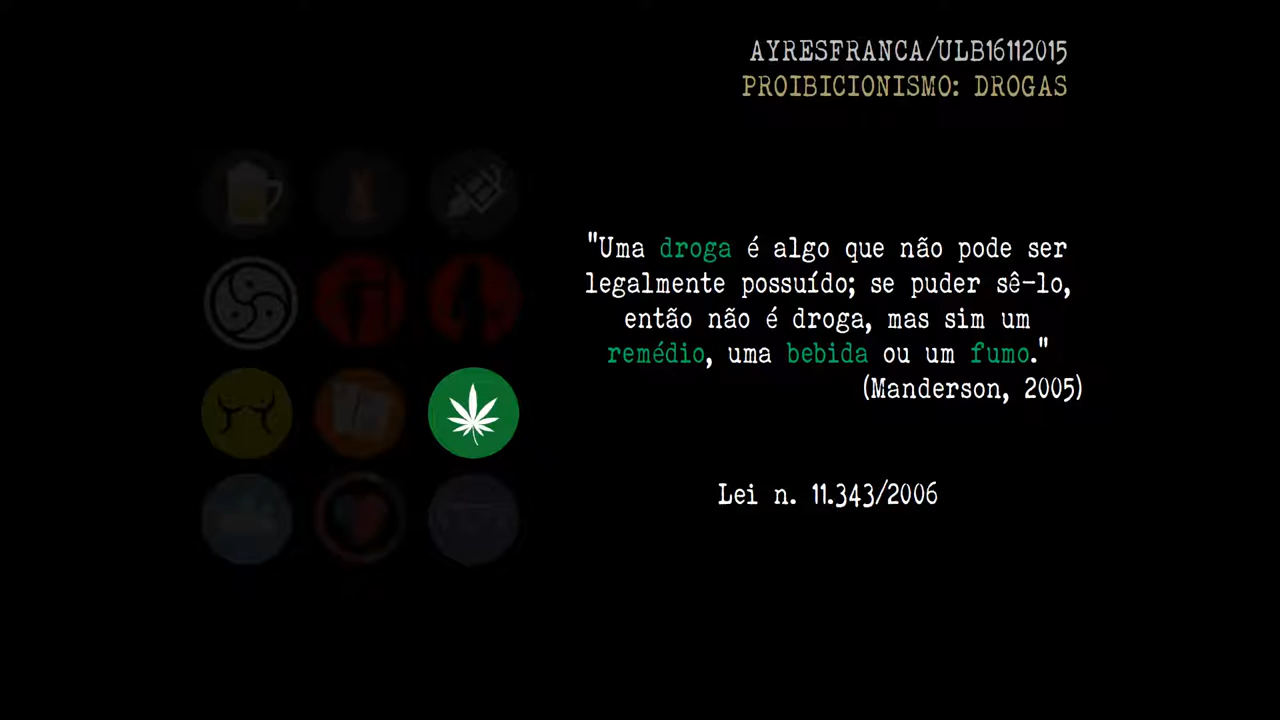 AYRESFRANCA/ULB16112015
PROIBICIONISMO: DROGAS
"Uma droga é algo que não pode ser
legalmente possuído; se puder sê-lo,
então não é droga, mas sim um
remédio, uma bebida ou um fumo."
(Manderson, 2005)
Lei n. 11.343/2006